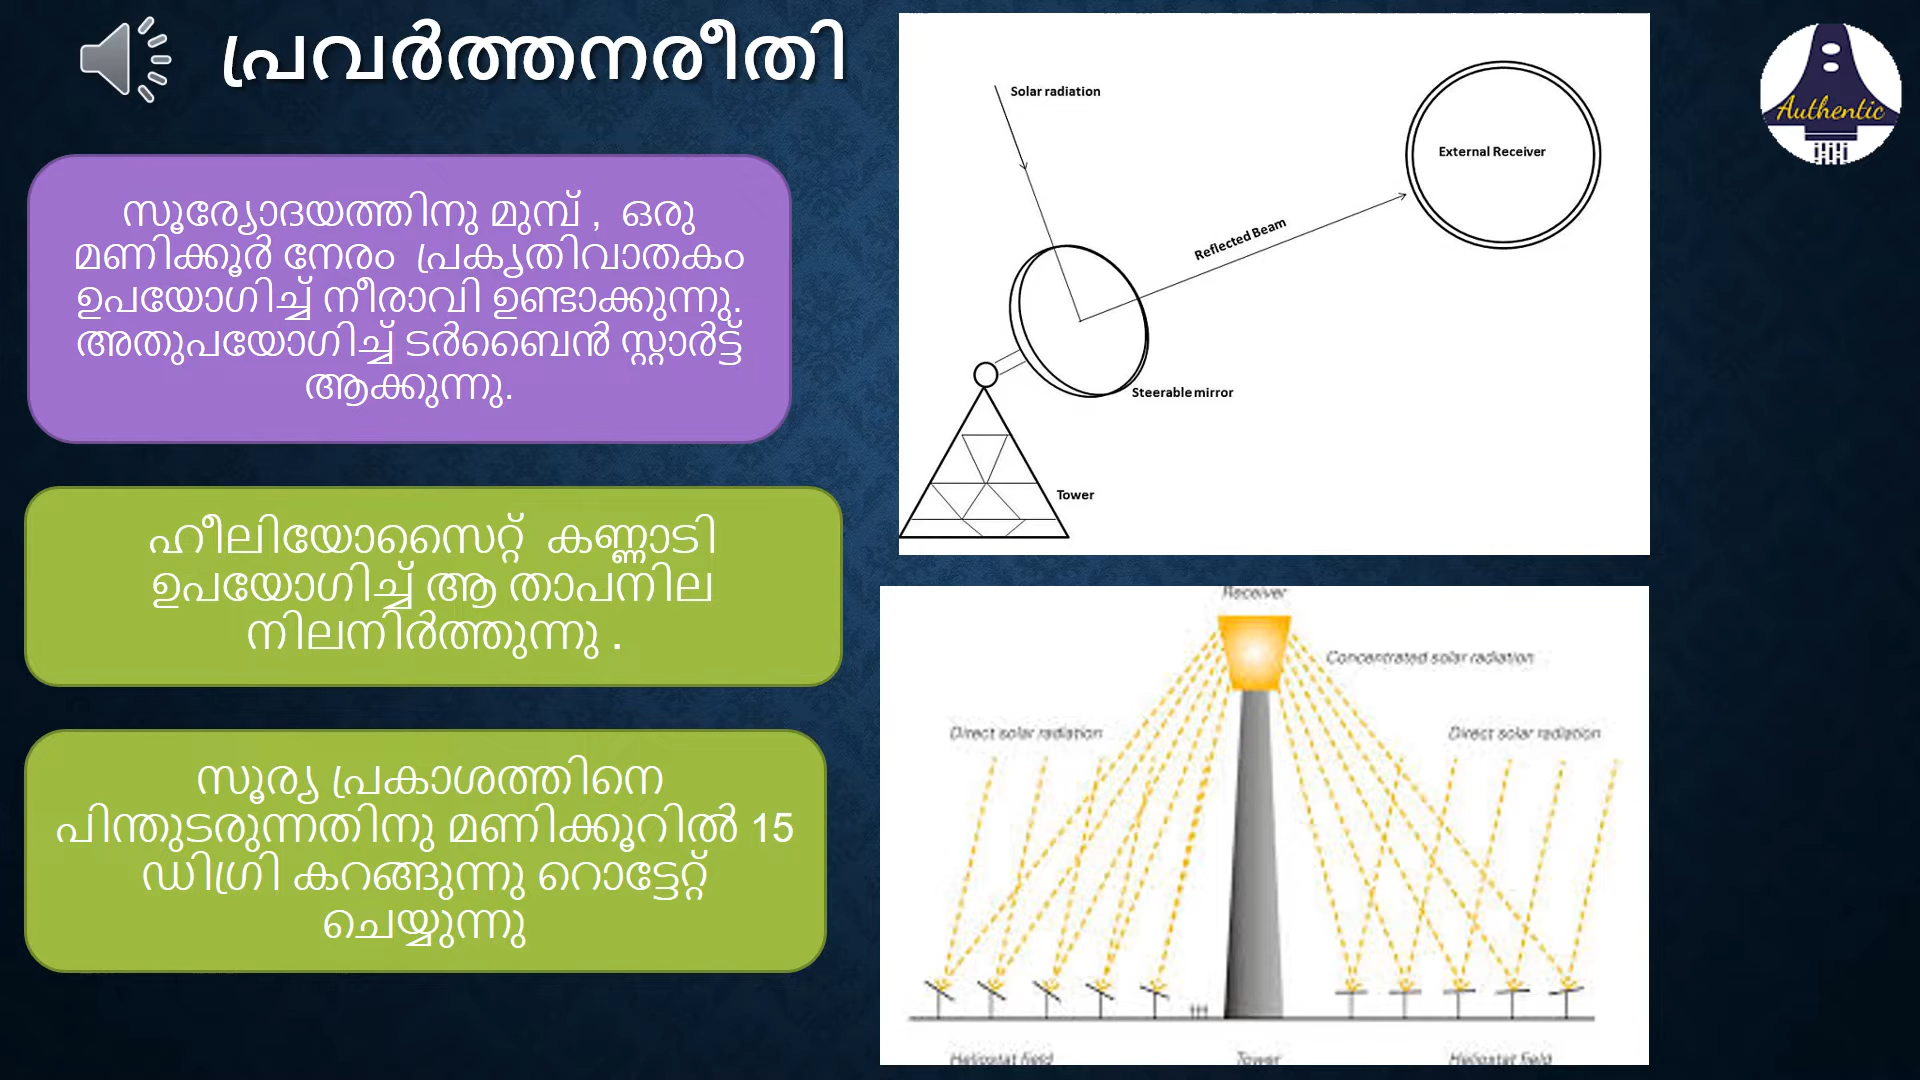 പ്രവർത്തനരീതി
സൂര്യോദയത്തിനു മുമ്പ് , ഒരു
മണിക്കൂർ നേരം പ്രകൃതിവാതകം
ഉപയോഗിച്ച് നീരാവി ഉണ്ടാക്കുന്നു.
അതുപയോഗിച്ച് ടർബൈൻ സ്റ്റാർട്ട്
ആക്കുന്നു.
ഹീലിയോസൈറ്റ് കണ്ണാടി
ഉപയോഗിച്ച് ആ താപനില
നിലനിർത്തുന്നു .
സൂര്യ പ്രകാശത്തിനെ
പിന്തുടരുന്നതിനു മണിക്കൂറിൽ 15
ഡിഗ്രി കറങ്ങുന്നു റൊട്ടേറ്റ്
ചെയ്യുന്നു
Solar radiation
External Receiver
Reflected Beam
Steerable mirror
Tower
Receiver
Concentrated solar radiation
Direct solar radiation
Direct solar radiation
Heliostat field
Tower
Heliostat field
Authentic